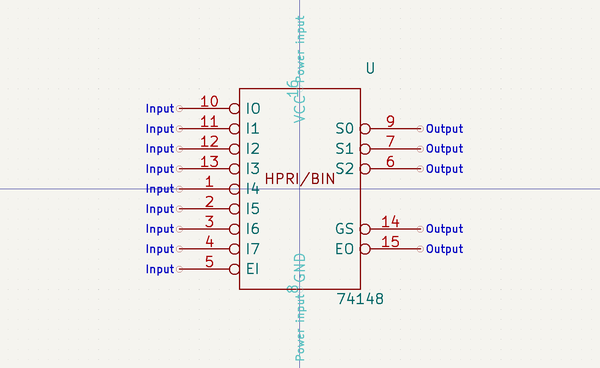 Power input
16
VCC
U
Input 10 I0
Input 11 I1
S0 9 Output
Input 12 I2
S1 7 Output
Input 13 I3
S2 6 Output
HPRI/BIN
Input 1 I4
Input 2 I5
Input 3 I6
GS 14 Output
Input 4 I7
EO 15 Output
Input 5 EI
GND
8
Power input
74148